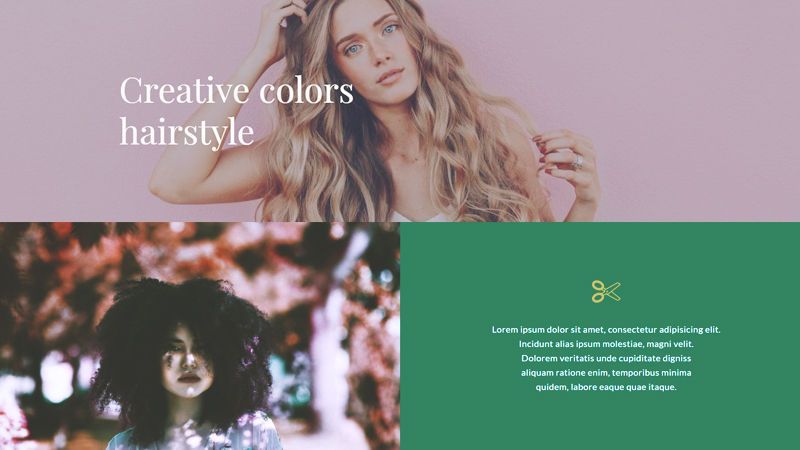 Creative colors
hairstyle
Lorem ipsum dolor sit amet, consectetur adipisicing elit.
Incidunt alias ipsum molestiae, magni velit.
Dolorem veritatis unde cupiditate digniss
aliquam ratione enim, temporibus minima
quidem, labore eaque quae itaque.